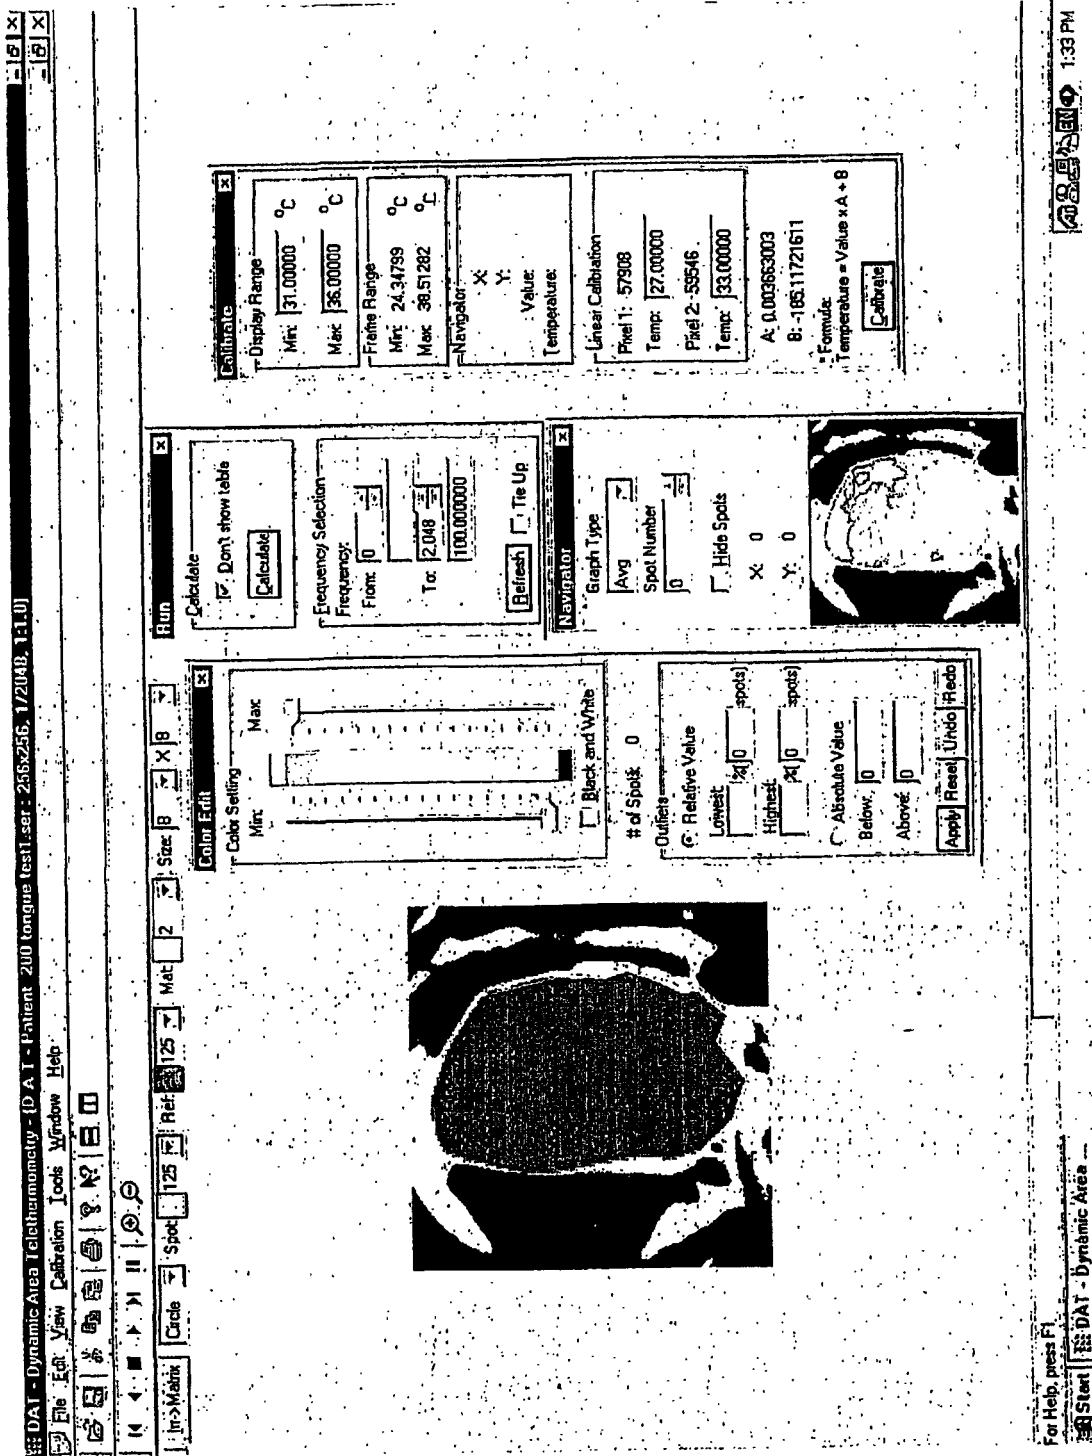 DAT - Dynamic Area Telethermometry - [D A T - Patient 200 tongue test1.ser : 256x256, 1/2048, 1:1.0]
File Edit View Calibration Tools Window Help
Irr->Matrix Circle Spot: 125 Ref: 125 Mat: 2 Size: 8 X 8
Color Edit
Color Setting
Min: Max:
Black and White
# of Spots: 0
Outliers
Relative Value
Lowest:
%( 0 spots)
Highest:
%( 0 spots)
Absolute Value
Below: 0
Above: 0
Apply Reset Undo Redo
Run
Calculate
Don't show table
Calculate
Frequency Selection
Frequency:
From: 0
To: 2.048
100.000000
Refresh Tie Up
Navigator
Graph Type
Avg
Spot Number
0
Hide Spots
X: 0
Y: 0
Calibrate
Display Range
Min: 31.00000 °C
Max: 36.00000 °C
Frame Range
Min: 24.34799 °C
Max: 38.51282 °C
Navigator
X:
Y:
Value:
Temperature:
Linear Calibration
Pixel 1: 57908
Temp: 27.00000
Pixel 2: 59546
Temp: 33.00000
A: 0.003663003
B: -185.11721611
* Formula:
Temperature = Value x A + B
Calibrate
For Help, press F1
Start DAT - Dynamic Area ...
EN 1:33 PM